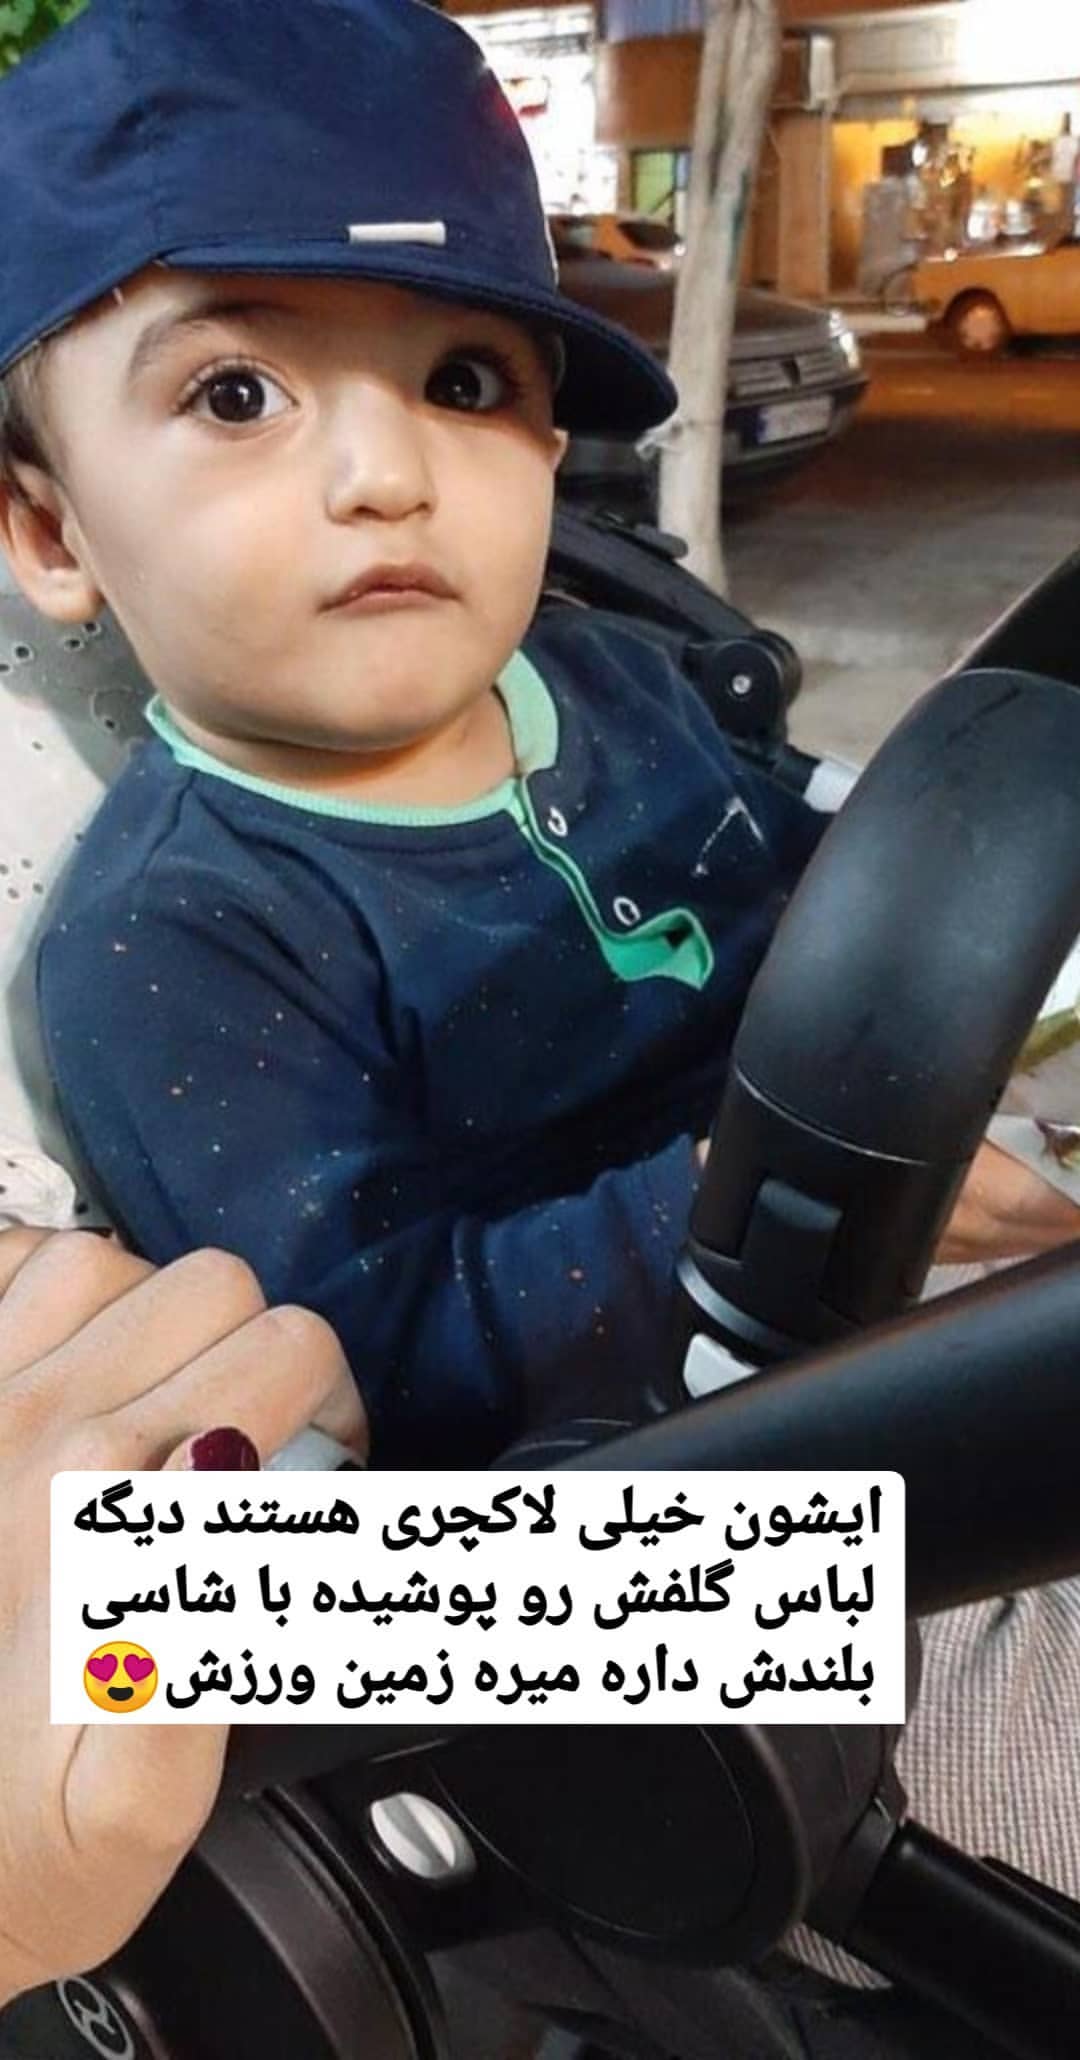 ایشون خیلی لاکچری هستند دیگه
لباس گلفش رو پوشیده با شاسی
بلندش داره میره زمین ورزش😍